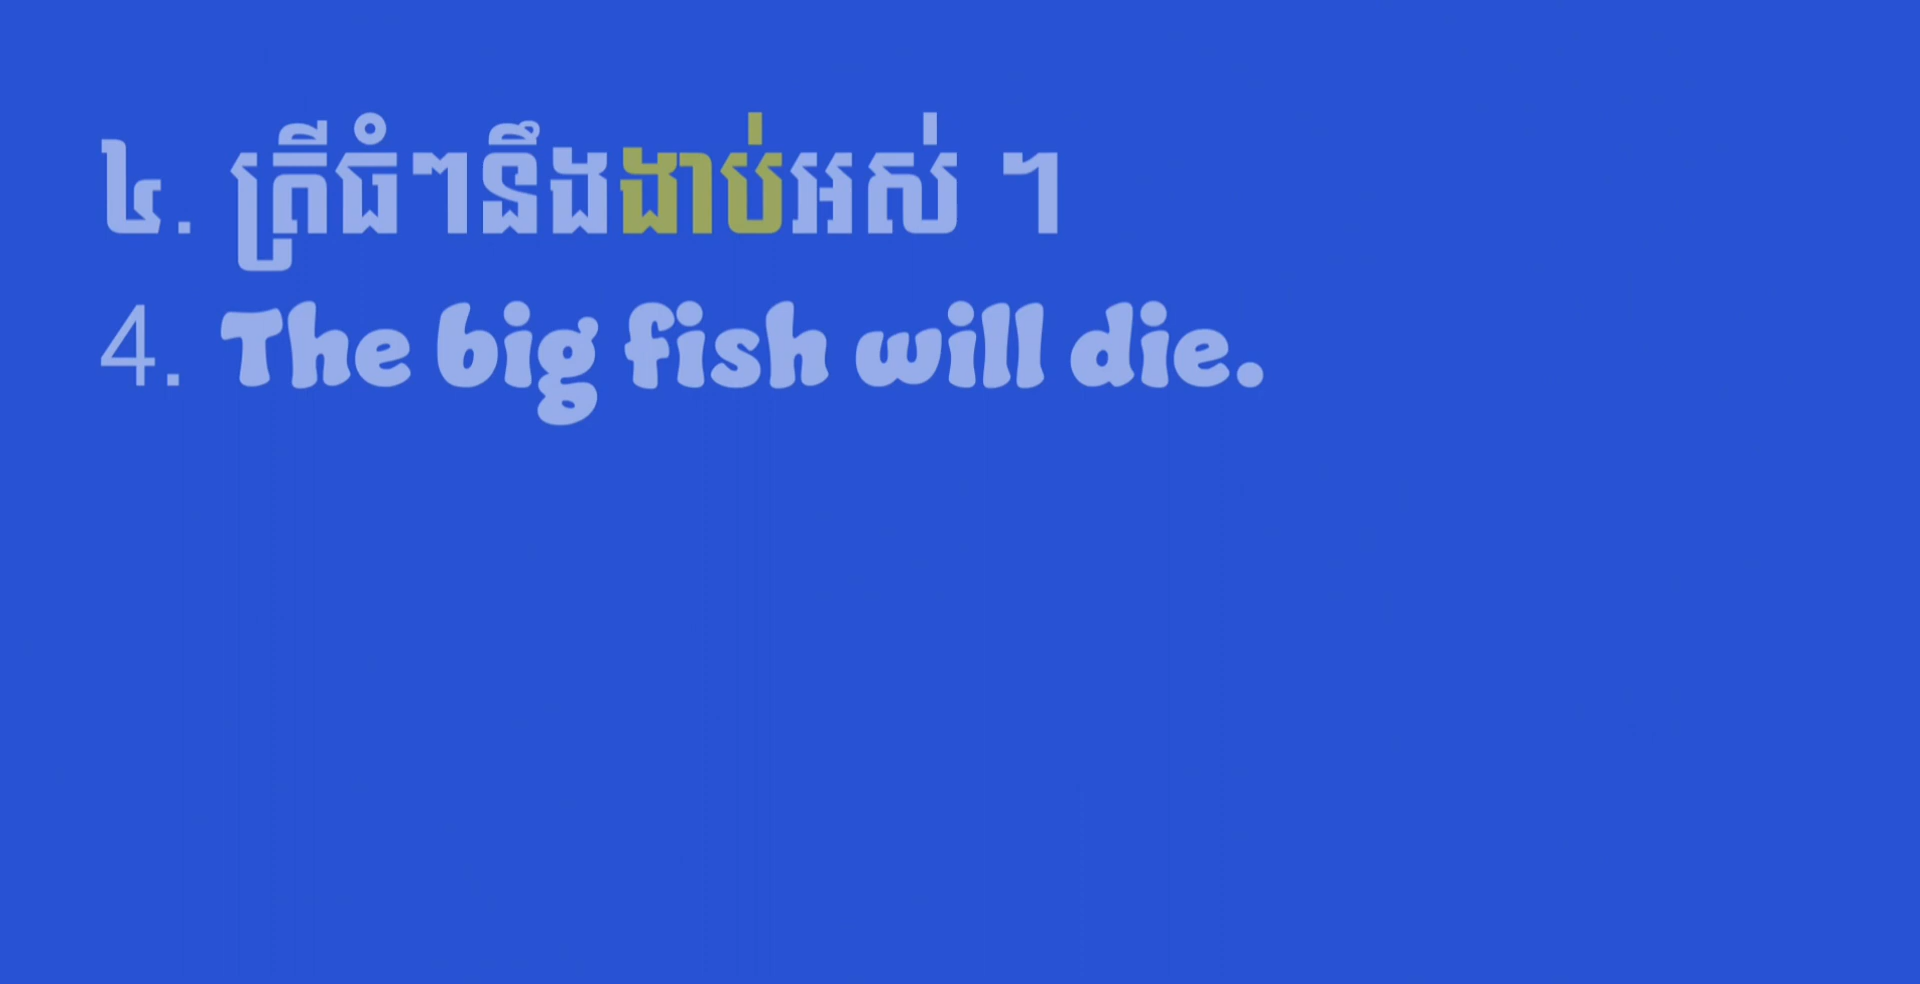 ៤. ត្រីធំៗនឹងងាប់អស់ ។
4. The big fish will die.